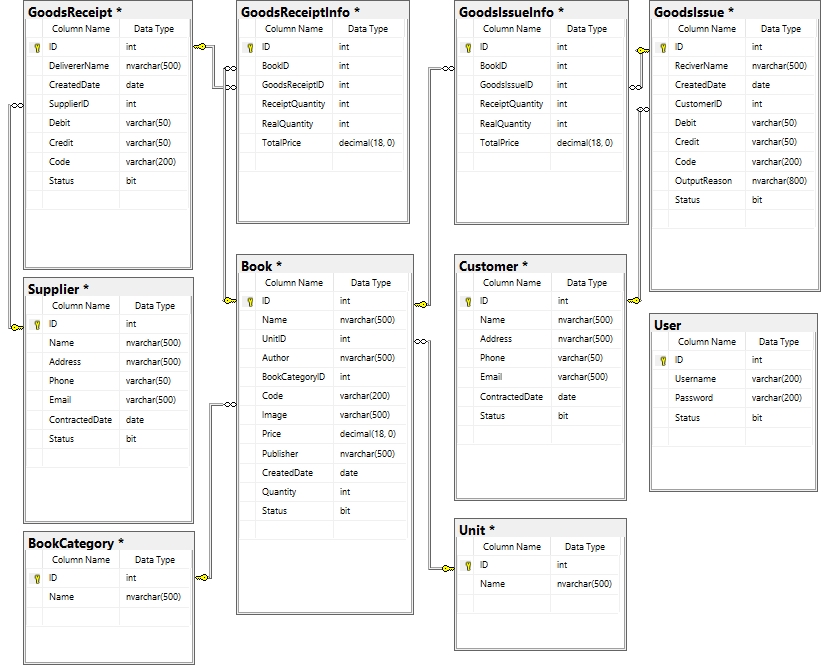 GoodsReceipt *
Column Name Data Type
ID int
DelivererName nvarchar(500)
CreatedDate date
SupplierID int
Debit varchar(50)
Credit varchar(50)
Code varchar(200)
Status bit
GoodsReceiptInfo *
Column Name Data Type
ID int
BookID int
GoodsReceiptID int
ReceiptQuantity int
RealQuantity int
TotalPrice decimal(18, 0)
GoodsIssueInfo *
Column Name Data Type
ID int
BookID int
GoodsIssueID int
ReceiptQuantity int
RealQuantity int
TotalPrice decimal(18, 0)
GoodsIssue *
Column Name Data Type
ID int
ReciverName nvarchar(500)
CreatedDate date
CustomerID int
Debit varchar(50)
Credit varchar(50)
Code varchar(200)
OutputReason nvarchar(800)
Status bit
Supplier *
Column Name Data Type
ID int
Name nvarchar(500)
Address nvarchar(500)
Phone varchar(50)
Email varchar(500)
ContractedDate date
Status bit
Book *
Column Name Data Type
ID int
Name nvarchar(500)
UnitID int
Author nvarchar(500)
BookCategoryID int
Code varchar(200)
Image varchar(500)
Price decimal(18, 0)
Publisher nvarchar(500)
CreatedDate date
Quantity int
Status bit
Customer *
Column Name Data Type
ID int
Name nvarchar(500)
Address nvarchar(500)
Phone varchar(50)
Email varchar(500)
ContractedDate date
Status bit
User
Column Name Data Type
ID int
Username varchar(200)
Password varchar(200)
Status bit
BookCategory *
Column Name Data Type
ID int
Name nvarchar(500)
Unit *
Column Name Data Type
ID int
Name nvarchar(500)